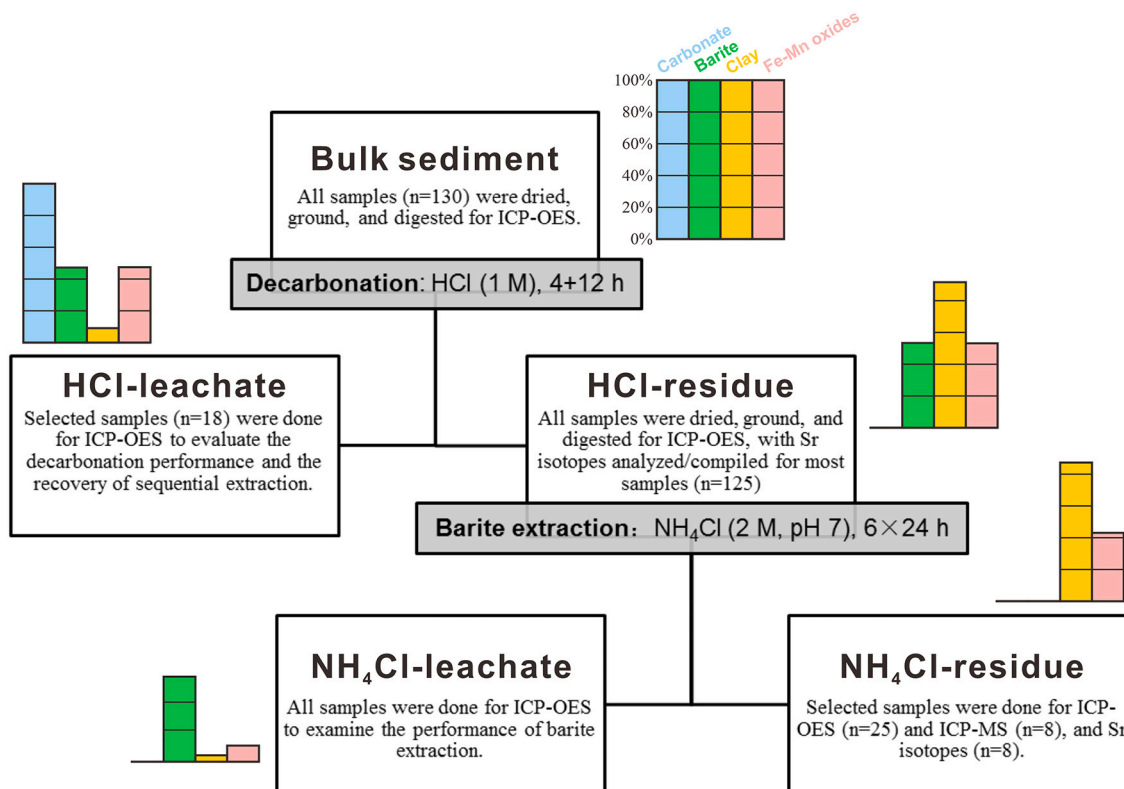 Carbonate
Barite
Clay
Fe-Mn oxides
100%
80%
60%
40%
20%
0%
Bulk sediment
All samples (n=130) were dried,
ground, and digested for ICP-OES.
Decarbonation: HCl (1 M), 4+12 h
HCl-leachate
Selected samples (n=18) were done
for ICP-OES to evaluate the
decarbonation performance and the
recovery of sequential extraction.
HCl-residue
All samples were dried, ground, and
digested for ICP-OES, with Sr
isotopes analyzed/compiled for most
samples (n=125)
Barite extraction：NH₄Cl (2 M, pH 7), 6×24 h
NH₄Cl-leachate
All samples were done for ICP-OES
to examine the performance of barite
extraction.
NH₄Cl-residue
Selected samples were done for ICP-
OES (n=25) and ICP-MS (n=8), and Sr
isotopes (n=8).